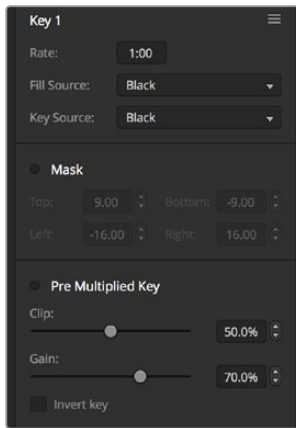 Key 1
Rate: 1:00
Fill Source: Black
Key Source: Black
Mask
Top: 9.00 Bottom: -9.00
Left: -16.00 Right: 16.00
Pre Multiplied Key
Clip:
50.0%
Gain:
70.0%
Invert key